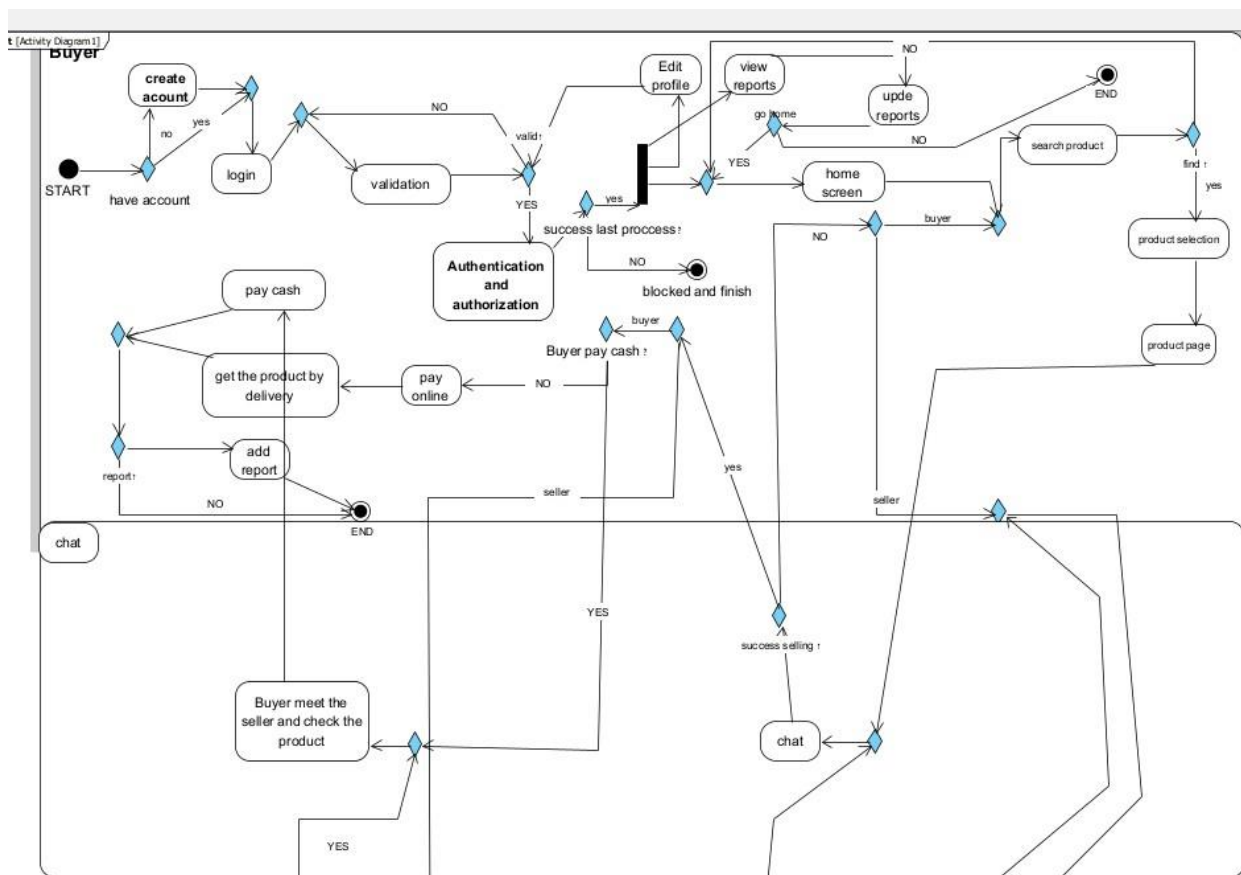 t [Activity Diagram1]
Buyer
create
acount
no
yes
START
have account
login
NO
validation
valid?
YES
Edit
profile
view
reports
NO
upde
reports
END
go home
NO
YES
home
screen
search product
find ?
yes
product selection
product page
yes
success last proccess?
NO
blocked and finish
Authentication
and
authorization
NO
buyer
seller
pay cash
get the product by
delivery
pay
online
NO
buyer
Buyer pay cash ?
yes
seller
report?
add
report
NO
END
chat
YES
success selling ?
chat
Buyer meet the
seller and check the
product
YES